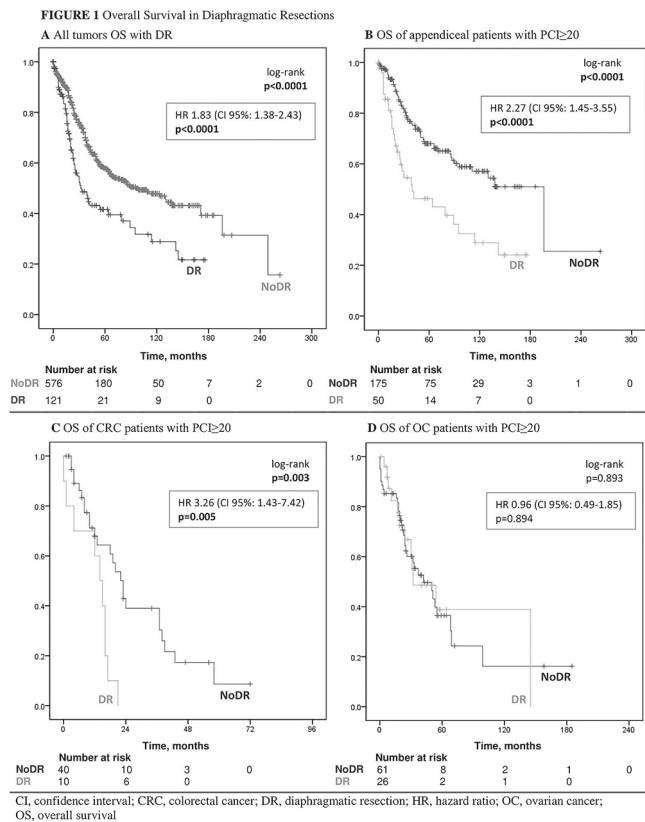 FIGURE 1 Overall Survival in Diaphragmatic Resections
A All tumors OS with DR
log-rank
p<0.0001
HR 1.83 (CI 95%: 1.38-2.43)
p<0.0001
1.0
0.8
0.6
0.4
0.2
0.0
DR
NoDR
0 60 120 180 240 300
Time, months
Number at risk
NoDR 576 180 50 7 2 0
DR 121 21 9 0
B OS of appendiceal patients with PCI≥20
log-rank
p<0.0001
HR 2.27 (CI 95%: 1.45-3.55)
p<0.0001
1.0
0.8
0.6
0.4
0.2
0.0
DR
NoDR
0 60 120 180 240 300
Time, months
Number at risk
NoDR 175 75 29 3 1 0
DR 50 14 7 0
C OS of CRC patients with PCI≥20
log-rank
p=0.003
HR 3.26 (CI 95%: 1.43-7.42)
p=0.005
1.0
0.8
0.6
0.4
0.2
0.0
DR
NoDR
0 24 48 72 96
Time, months
Number at risk
NoDR 40 10 3 0
DR 10 6 0
D OS of OC patients with PCI≥20
log-rank
p=0.893
HR 0.96 (CI 95%: 0.49-1.85)
p=0.894
1.0
0.8
0.6
0.4
0.2
0.0
NoDR
DR
0 60 120 180 240
Time, months
Number at risk
NoDR 61 8 2 1 0
DR 26 2 1 0
CI, confidence interval; CRC, colorectal cancer; DR, diaphragmatic resection; HR, hazard ratio; OC, ovarian cancer;
OS, overall survival